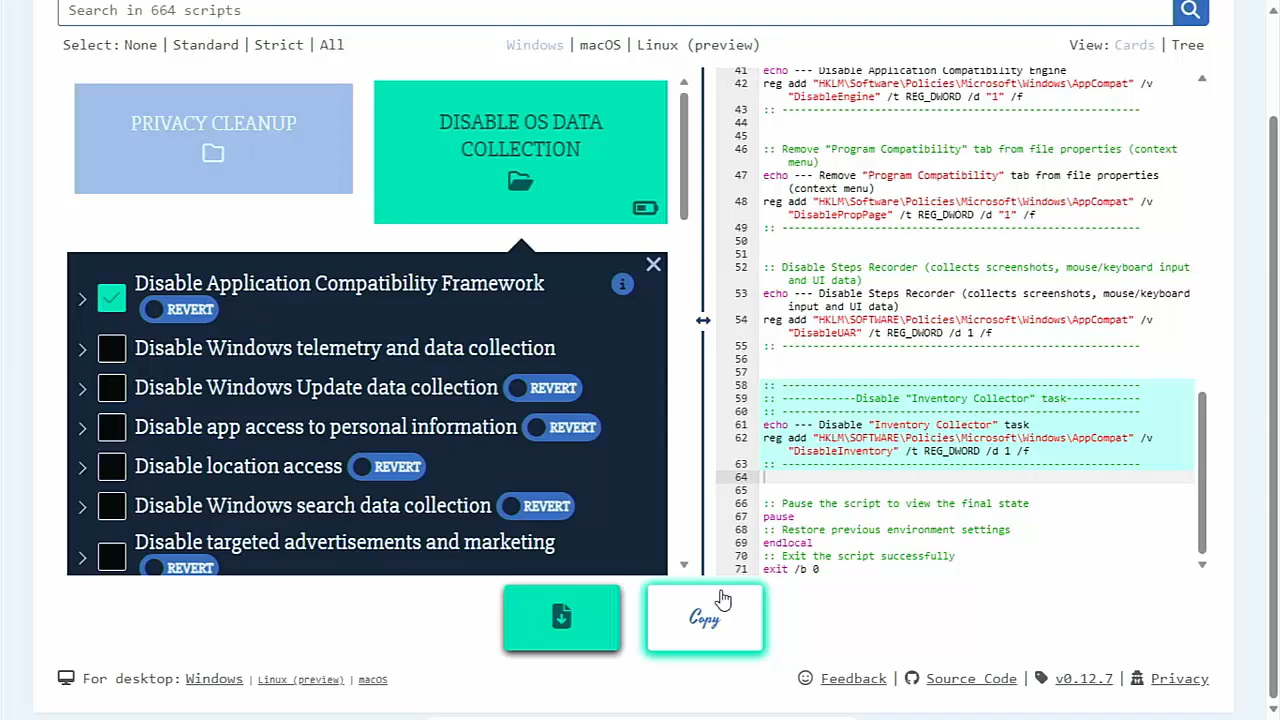 Search in 664 scripts
Select: None | Standard | Strict | All
Windows | macOS | Linux (preview)
View: Cards | Tree
PRIVACY CLEANUP
DISABLE OS DATA
COLLECTION
Disable Application Compatibility Framework
REVERT
Disable Windows telemetry and data collection
Disable Windows Update data collection REVERT
Disable app access to personal information REVERT
Disable location access REVERT
Disable Windows search data collection REVERT
Disable targeted advertisements and marketing
REVERT
41 echo --- Disable Application Compatibility Engine
42 reg add "HKLM\Software\Policies\Microsoft\Windows\AppCompat" /v
"DisableEngine" /t REG_DWORD /d "1" /f
43 :: ----------------------------------------------------------
44
45
46 :: Remove "Program Compatibility" tab from file properties (context
menu)
47 echo --- Remove "Program Compatibility" tab from file properties
(context menu)
48 reg add "HKLM\Software\Policies\Microsoft\Windows\AppCompat" /v
"DisablePropPage" /t REG_DWORD /d "1" /f
49 :: ----------------------------------------------------------
50
51
52 :: Disable Steps Recorder (collects screenshots, mouse/keyboard input
and UI data)
53 echo --- Disable Steps Recorder (collects screenshots, mouse/keyboard
input and UI data)
54 reg add "HKLM\SOFTWARE\Policies\Microsoft\Windows\AppCompat" /v
"DisableUAR" /t REG_DWORD /d 1 /f
55 :: ----------------------------------------------------------
56
57
58 :: ----------------------------------------------------------
59 :: ------------Disable "Inventory Collector" task------------
60 :: ----------------------------------------------------------
61 echo --- Disable "Inventory Collector" task
62 reg add "HKLM\SOFTWARE\Policies\Microsoft\Windows\AppCompat" /v
"DisableInventory" /t REG_DWORD /d 1 /f
63 :: ----------------------------------------------------------
64
65
66 :: Pause the script to view the final state
67 pause
68 :: Restore previous environment settings
69 endlocal
70 :: Exit the script successfully
71 exit /b 0
Copy
For desktop: Windows | Linux (preview) | macOS
Feedback | Source Code | v0.12.7 | Privacy